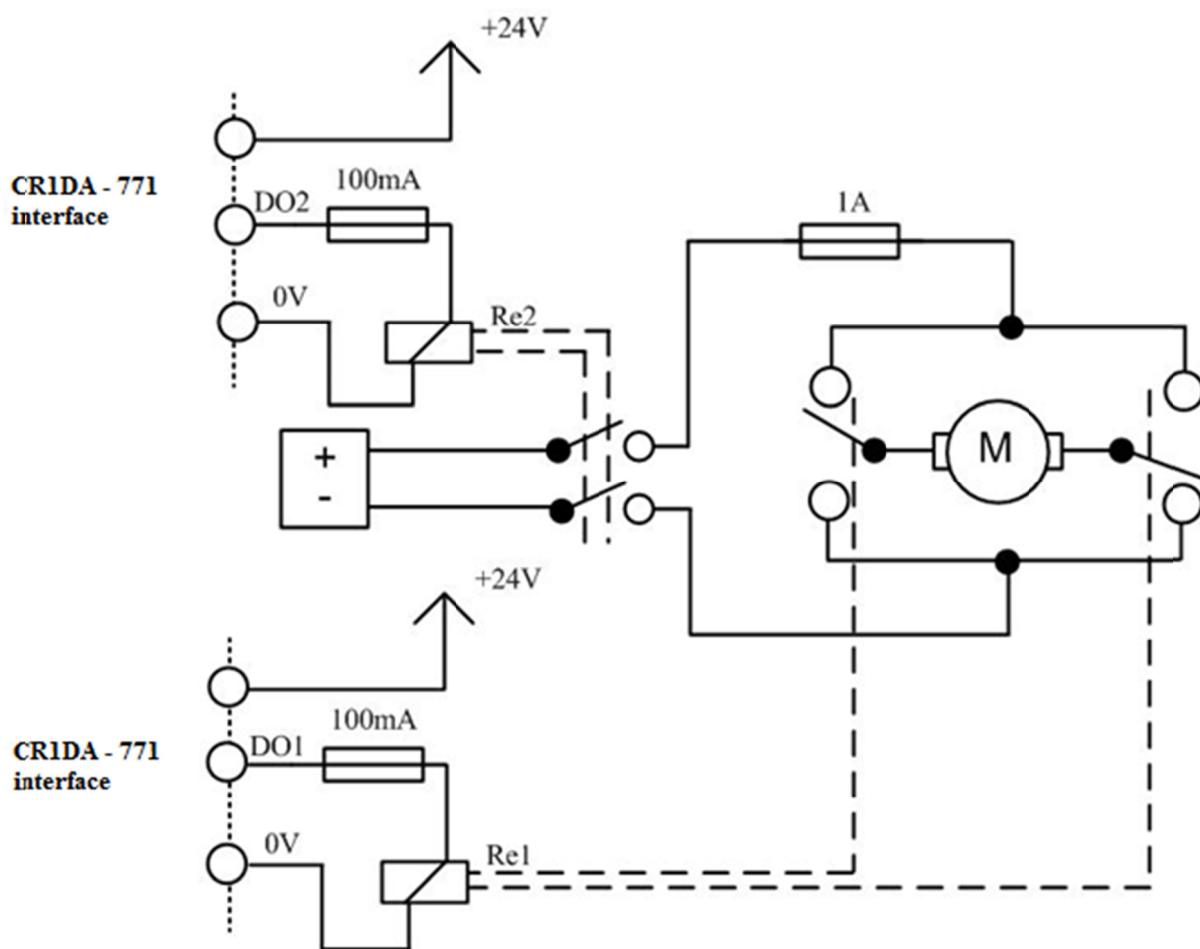 +24V
CR1DA - 771
interface
DO2
100mA
0V
Re2
1A
+
-
M
+24V
CR1DA - 771
interface
DO1
100mA
0V
Re1